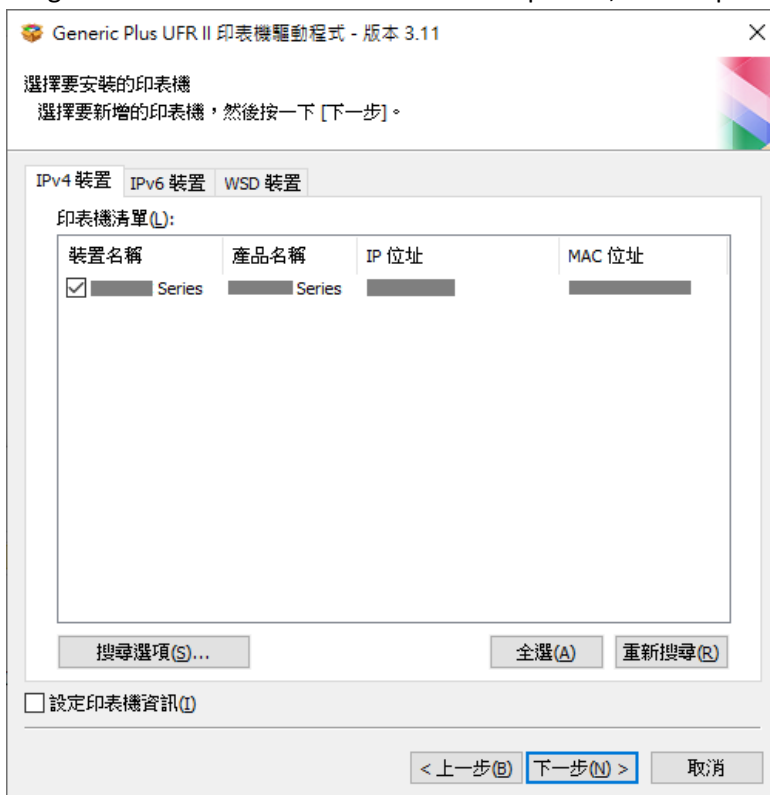 Generic Plus UFR II 印表機驅動程式 - 版本 3.11
選擇要安裝的印表機
選擇要新增的印表機，然後按一下 [下一步]。
IPv4 裝置 IPv6 裝置 WSD 裝置
印表機清單(L):
裝置名稱 產品名稱 IP 位址 MAC 位址
Series Series
搜尋選項(S)... 全選(A) 重新搜尋(R)
設定印表機資訊(I)
< 上一步(B) 下一步(N) > 取消